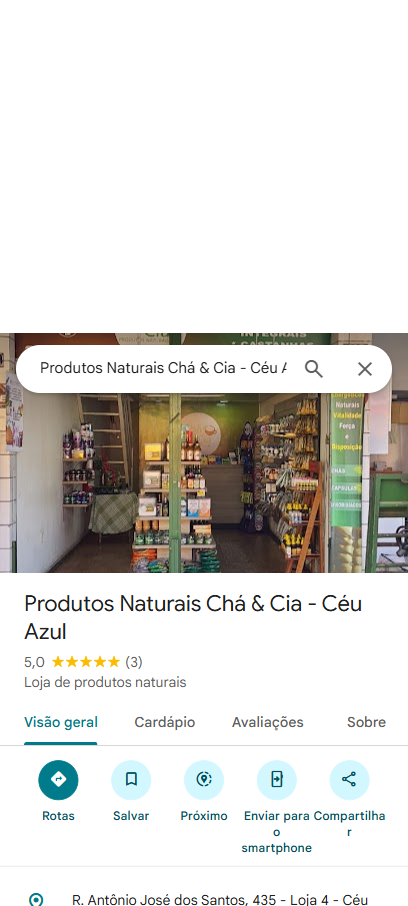 INTEGRAIS
Produtos Naturais Chá & Cia - Céu A
Naturais
Vitalidade
Força
e
Disposição
CHÁS
CAPSULAS
Produtos Naturais Chá & Cia - Céu
Azul
5,0 ★★★★★ (3)
Loja de produtos naturais
Visão geral Cardápio Avaliações Sobre
Rotas Salvar Próximo Enviar para Compartilha
o r
smartphone
R. Antônio José dos Santos, 435 - Loja 4 - Céu